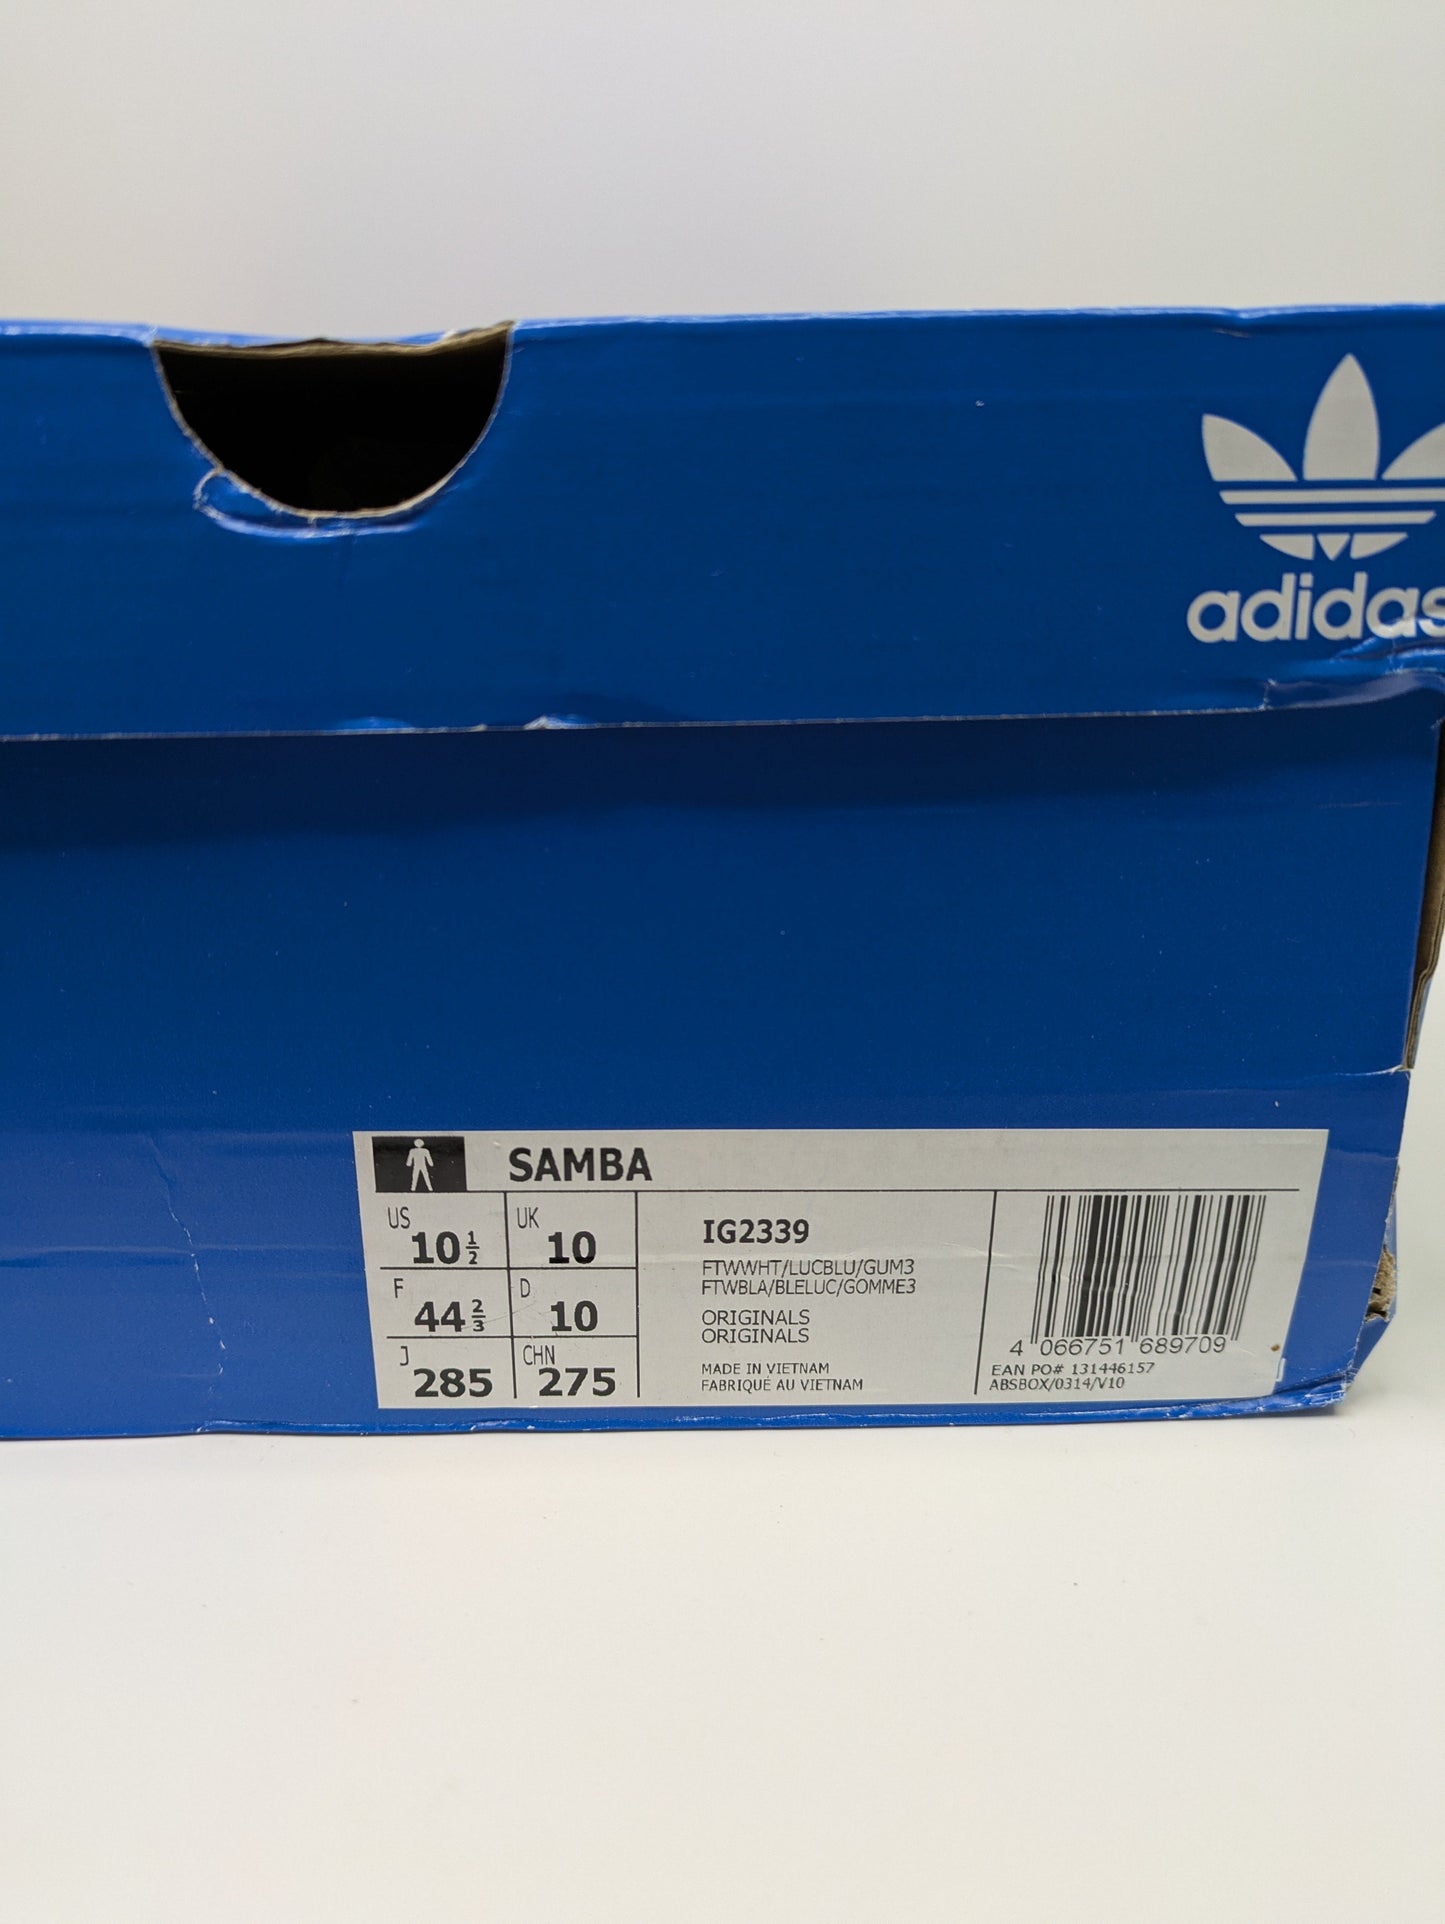 adidas
SAMBA
US 10 1/2 UK 10
F 44 2/3 D 10
J 285 CHN 275
IG2339
FTWWHT/LUCBLU/GUM3
FTWBLA/BLELUC/GOMME3
ORIGINALS
ORIGINALS
MADE IN VIETNAM
FABRIQUÉ AU VIETNAM
4 066751 689709
EAN PO# 131446157
ABSBOX/0314/V10